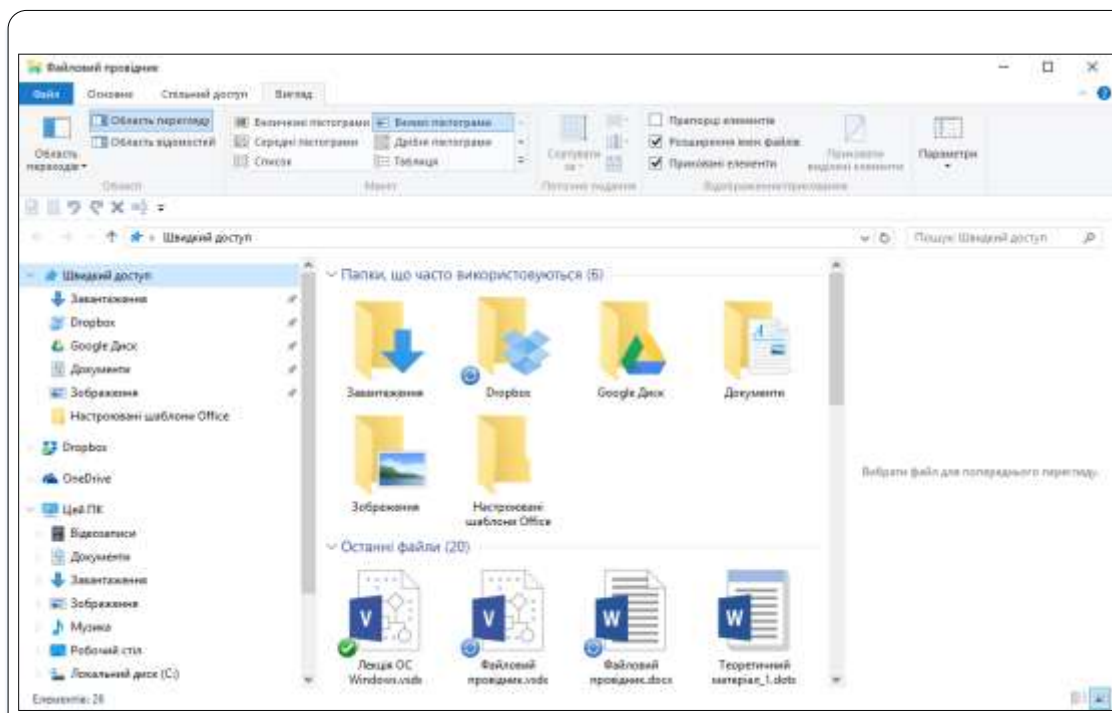 Файловий провідник
Файл Основне Спільний доступ Вигляд
Область переходів
Область перегляду
Область відомостей
Області
Величезні піктограми Великі піктограми
Середні піктограми Дрібні піктограми
Список Таблиця
Макет
Сортувати за
Поточне подання
Прапорці елементів
Розширення імен файлів
Приховані елементи
Приховати виділені елементи
Відображення/приховання
Параметри
Швидкий доступ
Пошук: Швидкий доступ
Швидкий доступ
Завантаження
Dropbox
Google Диск
Документи
Зображення
Настроювані шаблони Office
Dropbox
OneDrive
Цей ПК
Відеозаписи
Документи
Завантаження
Зображення
Музика
Робочий стіл
Локальний диск (C:)
Папки, що часто використовуються (6)
Завантаження Dropbox Google Диск Документи
Зображення Настроювані
шаблони Office
Останні файли (20)
Лекція ОС
Windows.vsdx
Файловий
провідник.vsdx
Файловий
провідник.docx
Теоретичний
матеріал_1.dotx
Вибрати файл для попереднього перегляду.
Елементів: 26